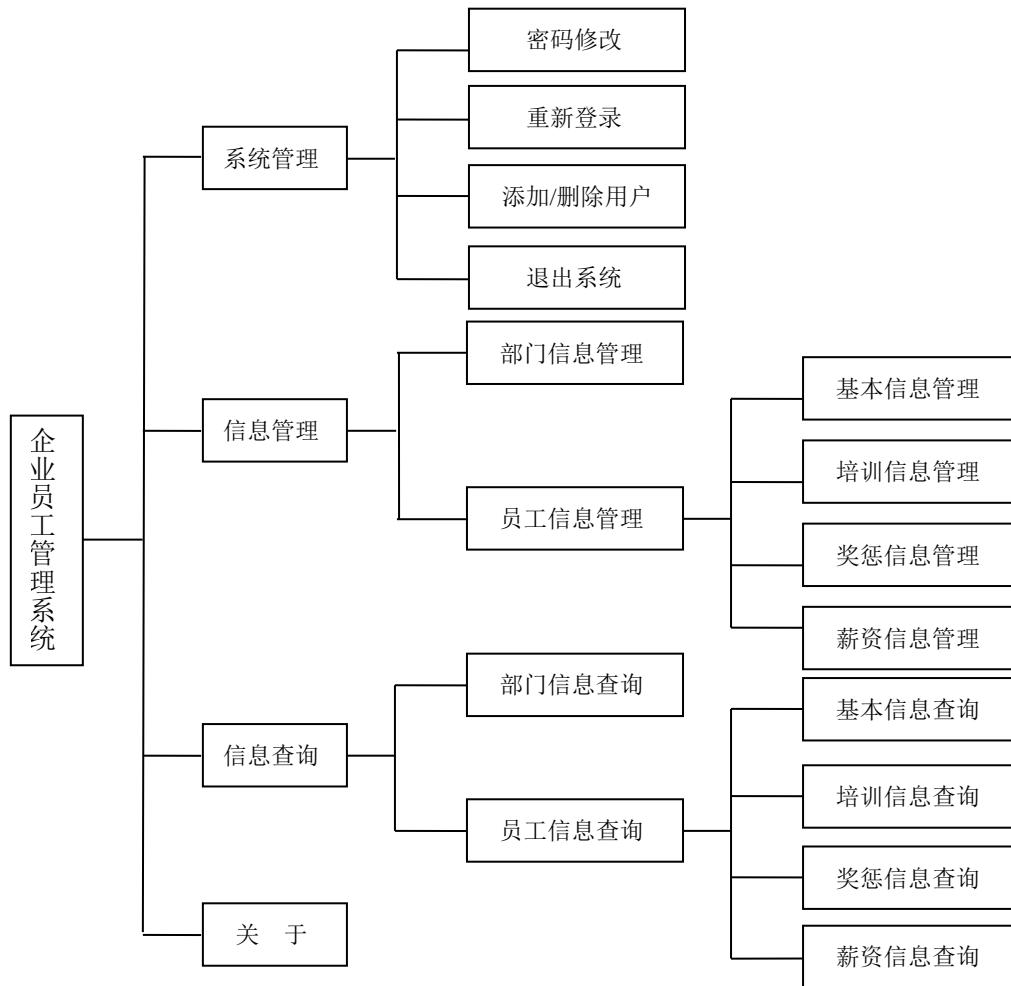 企业员工管理系统
系统管理
密码修改
重新登录
添加/删除用户
退出系统
信息管理
部门信息管理
员工信息管理
基本信息管理
培训信息管理
奖惩信息管理
薪资信息管理
信息查询
部门信息查询
员工信息查询
基本信息查询
培训信息查询
奖惩信息查询
薪资信息查询
关 于